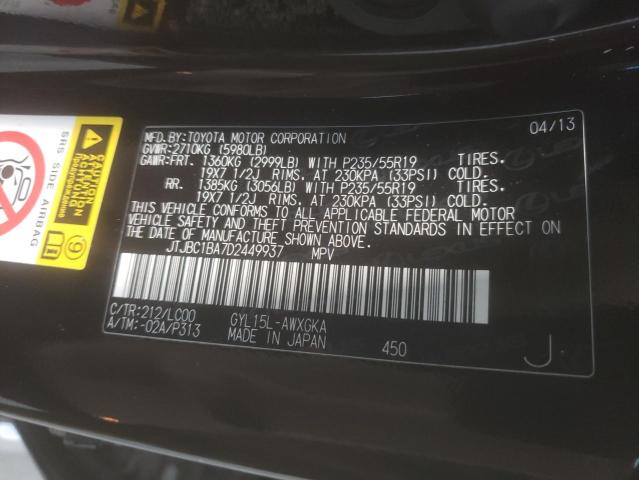 MFD.BY:TOYOTA MOTOR CORPORATION 04/13
GVWR:2710KG (5980LB)
GAWR:FRT. 1360KG (2999LB) WITH P235/55R19 TIRES.
19X7 1/2J RIMS. AT 230KPA (33PSI) COLD.
RR. 1385KG (3056LB) WITH P235/55R19 TIRES.
19X7 1/2J RIMS. AT 230KPA (33PSI) COLD.
THIS VEHICLE CONFORMS TO ALL APPLICABLE FEDERAL MOTOR
VEHICLE SAFETY AND THEFT PREVENTION STANDARDS IN EFFECT ON
THE DATE OF MANUFACTURE SHOWN ABOVE.
JTJBC1BA7D2449937 MPV
C/TR:212/LC00 GYL15L-AWXGKA
A/TM:-02A/P313 MADE IN JAPAN 450 J
SRS SIDE AIRBAG
CAUTION